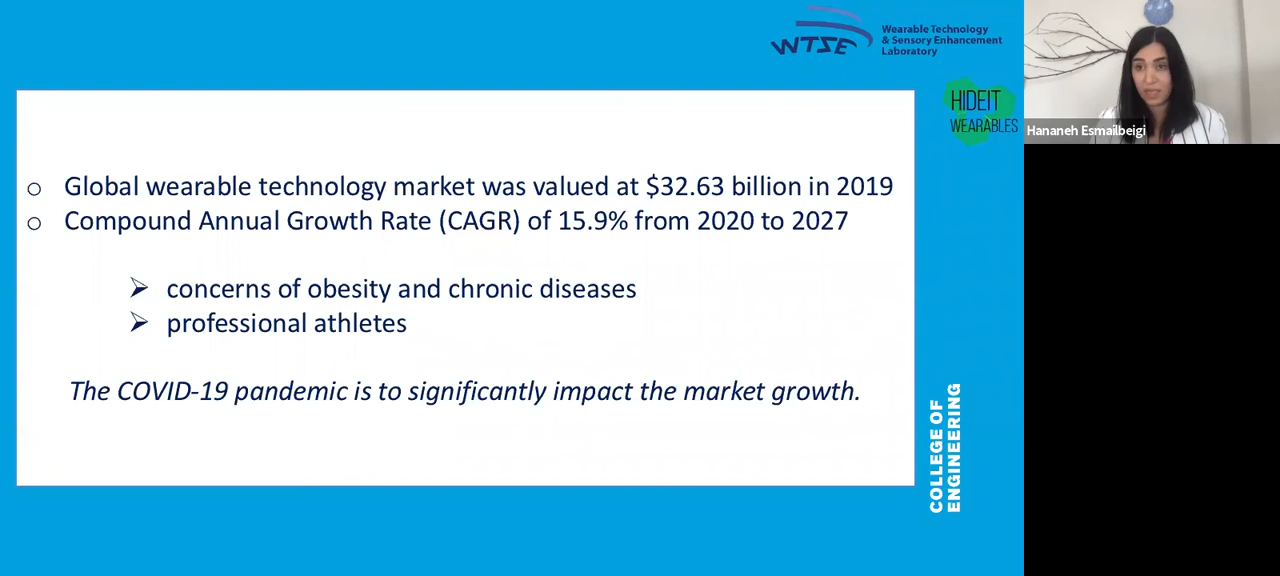 WTSE
Wearable Technology
& Sensory Enhancement
Laboratory
HIDEIT
WEARABLES
Hananeh Esmailbeigi
o Global wearable technology market was valued at $32.63 billion in 2019
o Compound Annual Growth Rate (CAGR) of 15.9% from 2020 to 2027
➢ concerns of obesity and chronic diseases
➢ professional athletes
The COVID-19 pandemic is to significantly impact the market growth.
COLLEGE OF
ENGINEERING